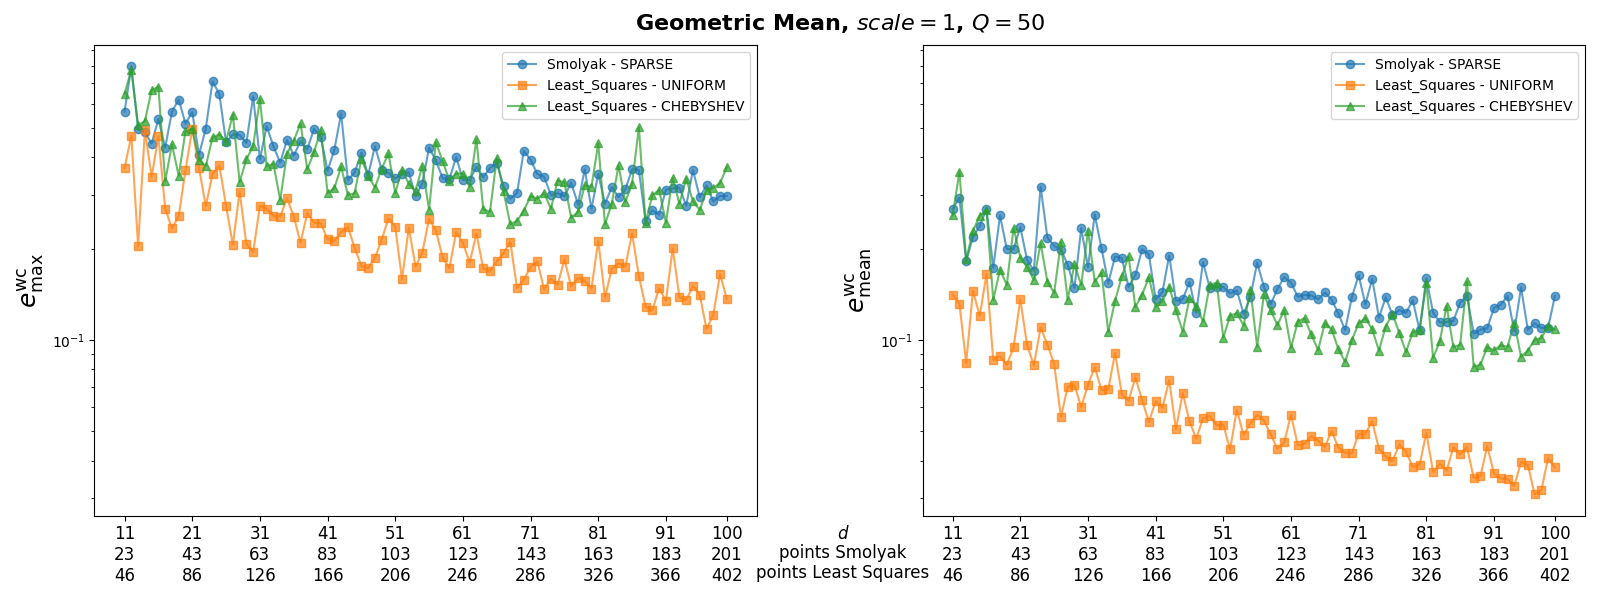 Geometric Mean, scale = 1, Q = 50
Smolyak - SPARSE
Least_Squares - UNIFORM
Least_Squares - CHEBYSHEV
Smolyak - SPARSE
Least_Squares - UNIFORM
Least_Squares - CHEBYSHEV
e^wc_max
10^−1
e^wc_mean
10^−1
11 21 31 41 51 61 71 81 91 100 d 11 21 31 41 51 61 71 81 91 100
23 43 63 83 103 123 143 163 183 201 points Smolyak 23 43 63 83 103 123 143 163 183 201
46 86 126 166 206 246 286 326 366 402 points Least Squares 46 86 126 166 206 246 286 326 366 402